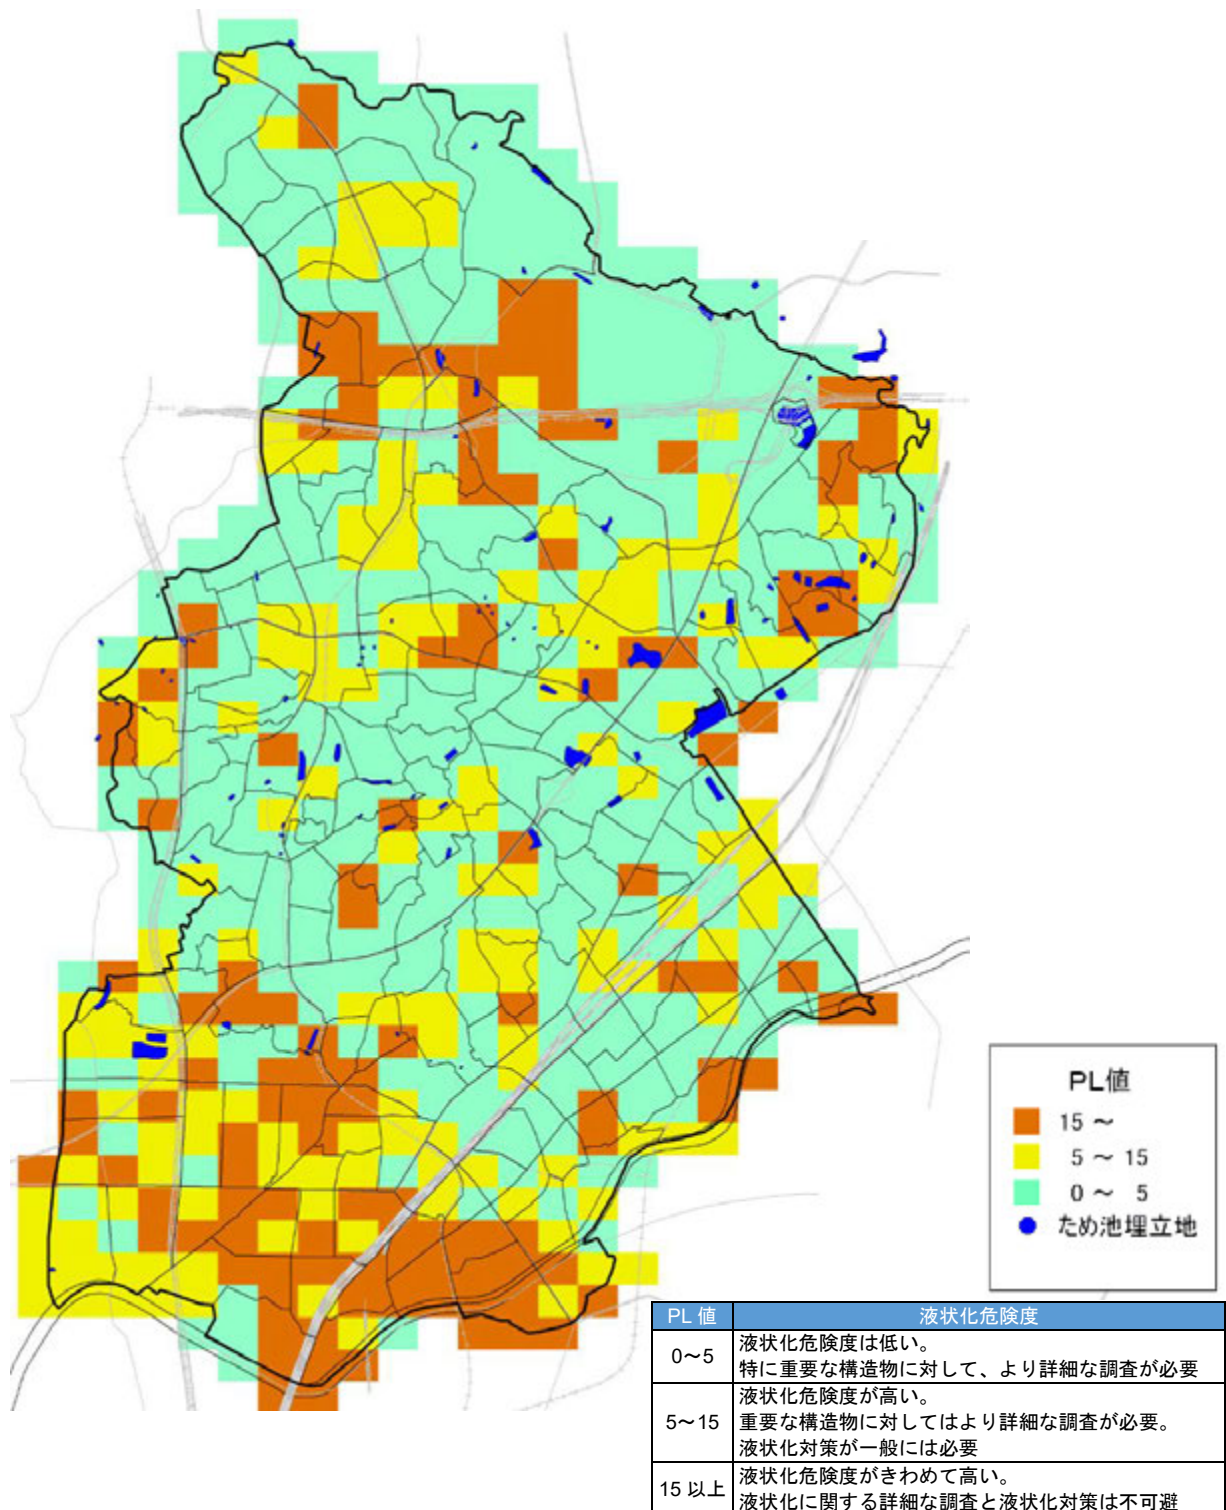 PL値
15 ～
5 ～ 15
0 ～ 5
ため池埋立地
PL 値 液状化危険度
0～5 液状化危険度は低い。
特に重要な構造物に対して、より詳細な調査が必要
5～15 液状化危険度が高い。
重要な構造物に対してはより詳細な調査が必要。
液状化対策が一般には必要
15 以上 液状化危険度がきわめて高い。
液状化に関する詳細な調査と液状化対策は不可避